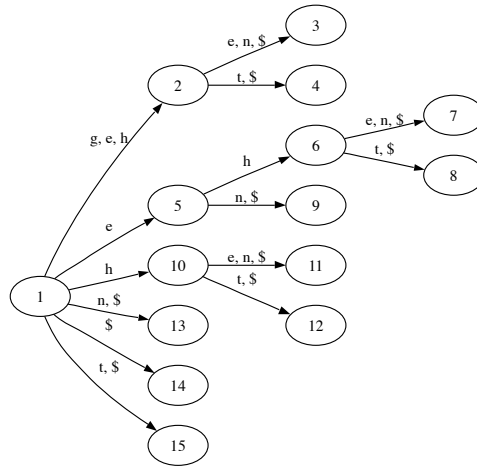 3
e, n, $
2
t, $
4
g, e, h
6
e, n, $
7
h
t, $
8
e
5
n, $
9
h
10
e, n, $
11
1
t, $
n, $
13
12
$
14
t, $
15